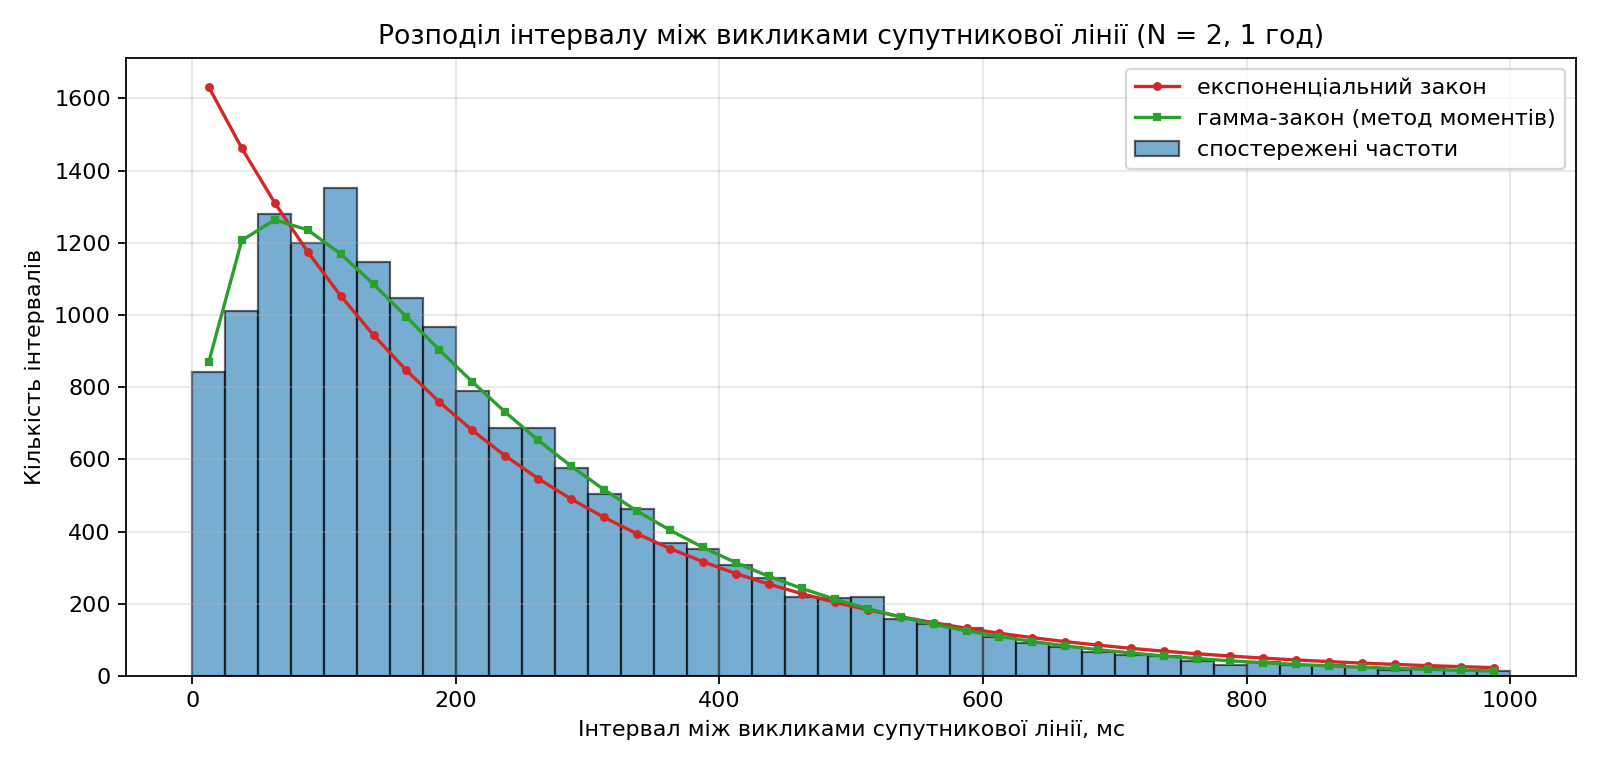 Розподіл інтервалу між викликами супутникової лінії (N = 2, 1 год)
експоненціальний закон
гамма-закон (метод моментів)
спостережені частоти
Кількість інтервалів
1600
1400
1200
1000
800
600
400
200
0
0 200 400 600 800 1000
Інтервал між викликами супутникової лінії, мс